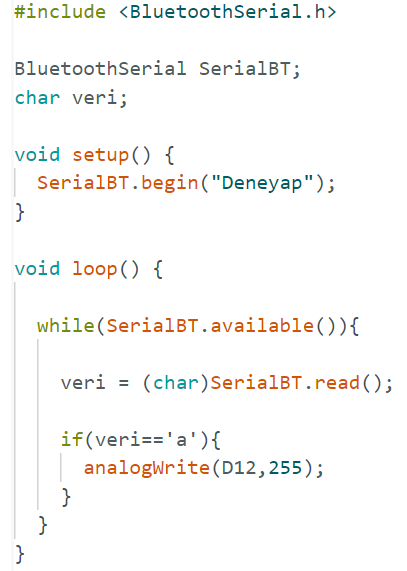 #include <BluetoothSerial.h>
BluetoothSerial SerialBT;
char veri;
void setup() {
SerialBT.begin("Deneyap");
}
void loop() {
while(SerialBT.available()){
veri = (char)SerialBT.read();
if(veri=='a'){
analogWrite(D12,255);
}
}
}